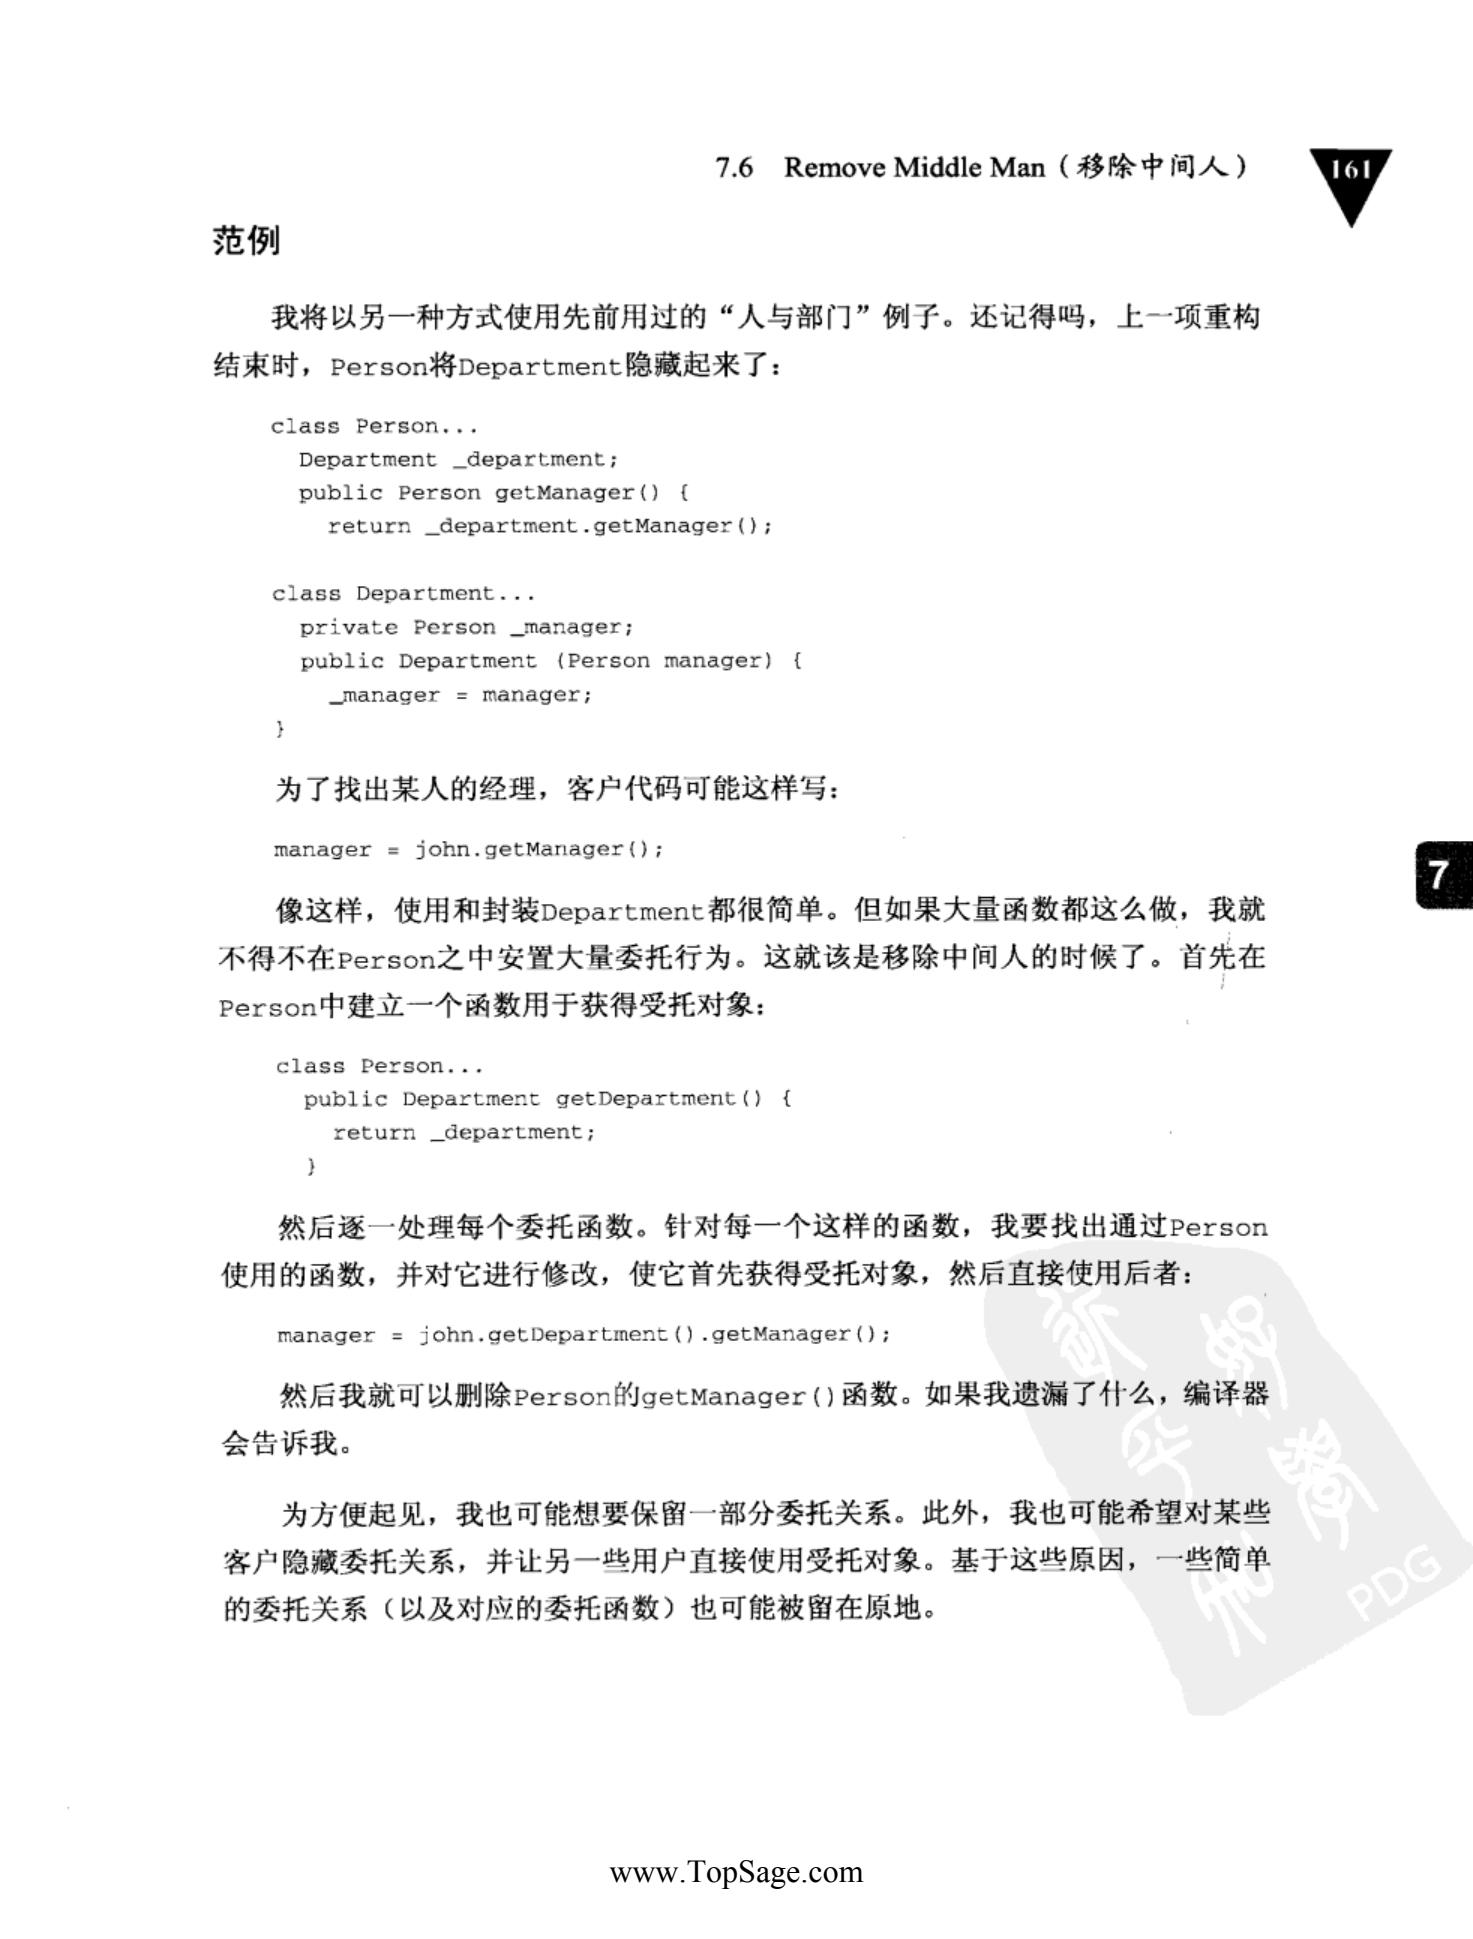 7.6 Remove Middle Man（移除中间人）
161
范例
我将以另一种方式使用先前用过的“人与部门”例子。还记得吗，上一项重构
结束时，Person将Department隐藏起来了：
class Person...
Department _department;
public Person getManager() {
return _department.getManager();
class Department...
private Person _manager;
public Department (Person manager) {
_manager = manager;
}
为了找出某人的经理，客户代码可能这样写：
manager = john.getManager();
7
像这样，使用和封装Department都很简单。但如果大量函数都这么做，我就
不得不在Person之中安置大量委托行为。这就该是移除中间人的时候了。首先在
Person中建立一个函数用于获得受托对象：
class Person...
public Department getDepartment() {
return _department;
}
然后逐一处理每个委托函数。针对每一个这样的函数，我要找出通过Person
使用的函数，并对它进行修改，使它首先获得受托对象，然后直接使用后者：
manager = john.getDepartment().getManager();
然后我就可以删除Person的getManager()函数。如果我遗漏了什么，编译器
会告诉我。
为方便起见，我也可能想要保留一部分委托关系。此外，我也可能希望对某些
客户隐藏委托关系，并让另一些用户直接使用受托对象。基于这些原因，一些简单
的委托关系（以及对应的委托函数）也可能被留在原地。
PDG
www.TopSage.com